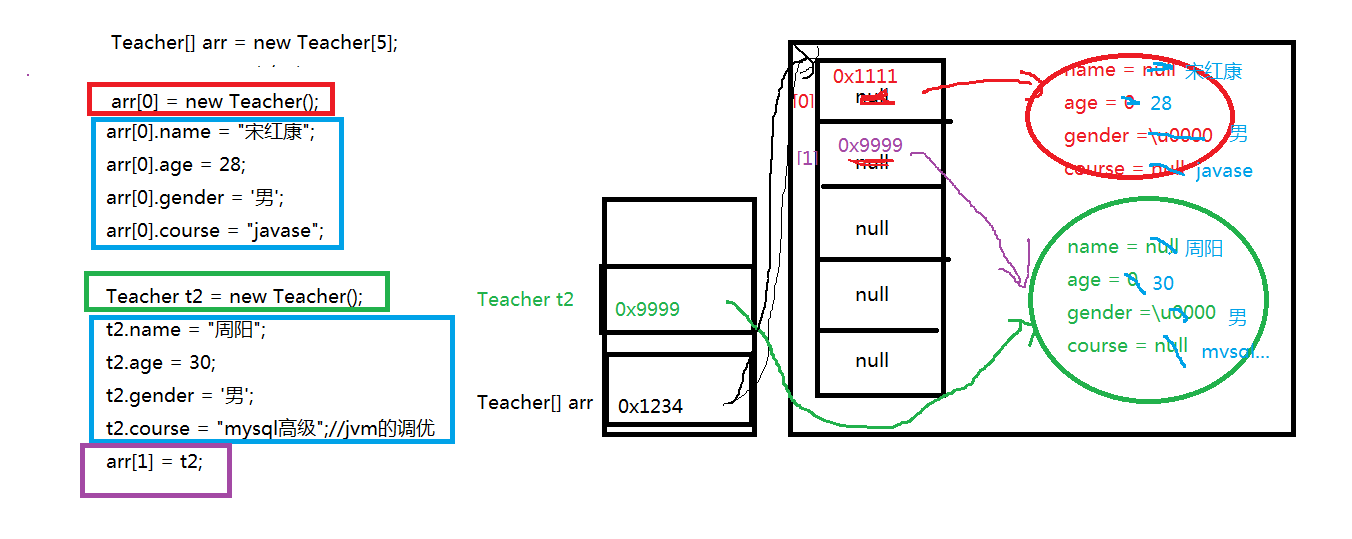 Teacher[] arr = new Teacher[5];
arr[0] = new Teacher();
arr[0].name = "宋红康";
arr[0].age = 28;
arr[0].gender = '男';
arr[0].course = "javase";
Teacher t2 = new Teacher();
t2.name = "周阳";
t2.age = 30;
t2.gender = '男';
t2.course = "mysql高级";//jvm的调优
arr[1] = t2;
Teacher t2
0x9999
Teacher[] arr
0x1234
0x1111
[0]
null
0x9999
[1]
null
null
null
null
name = null 宋红康
age = 0 28
gender =\u0000 男
course = null javase
name = null 周阳
age = 0 30
gender =\u0000 男
course = null mysql...